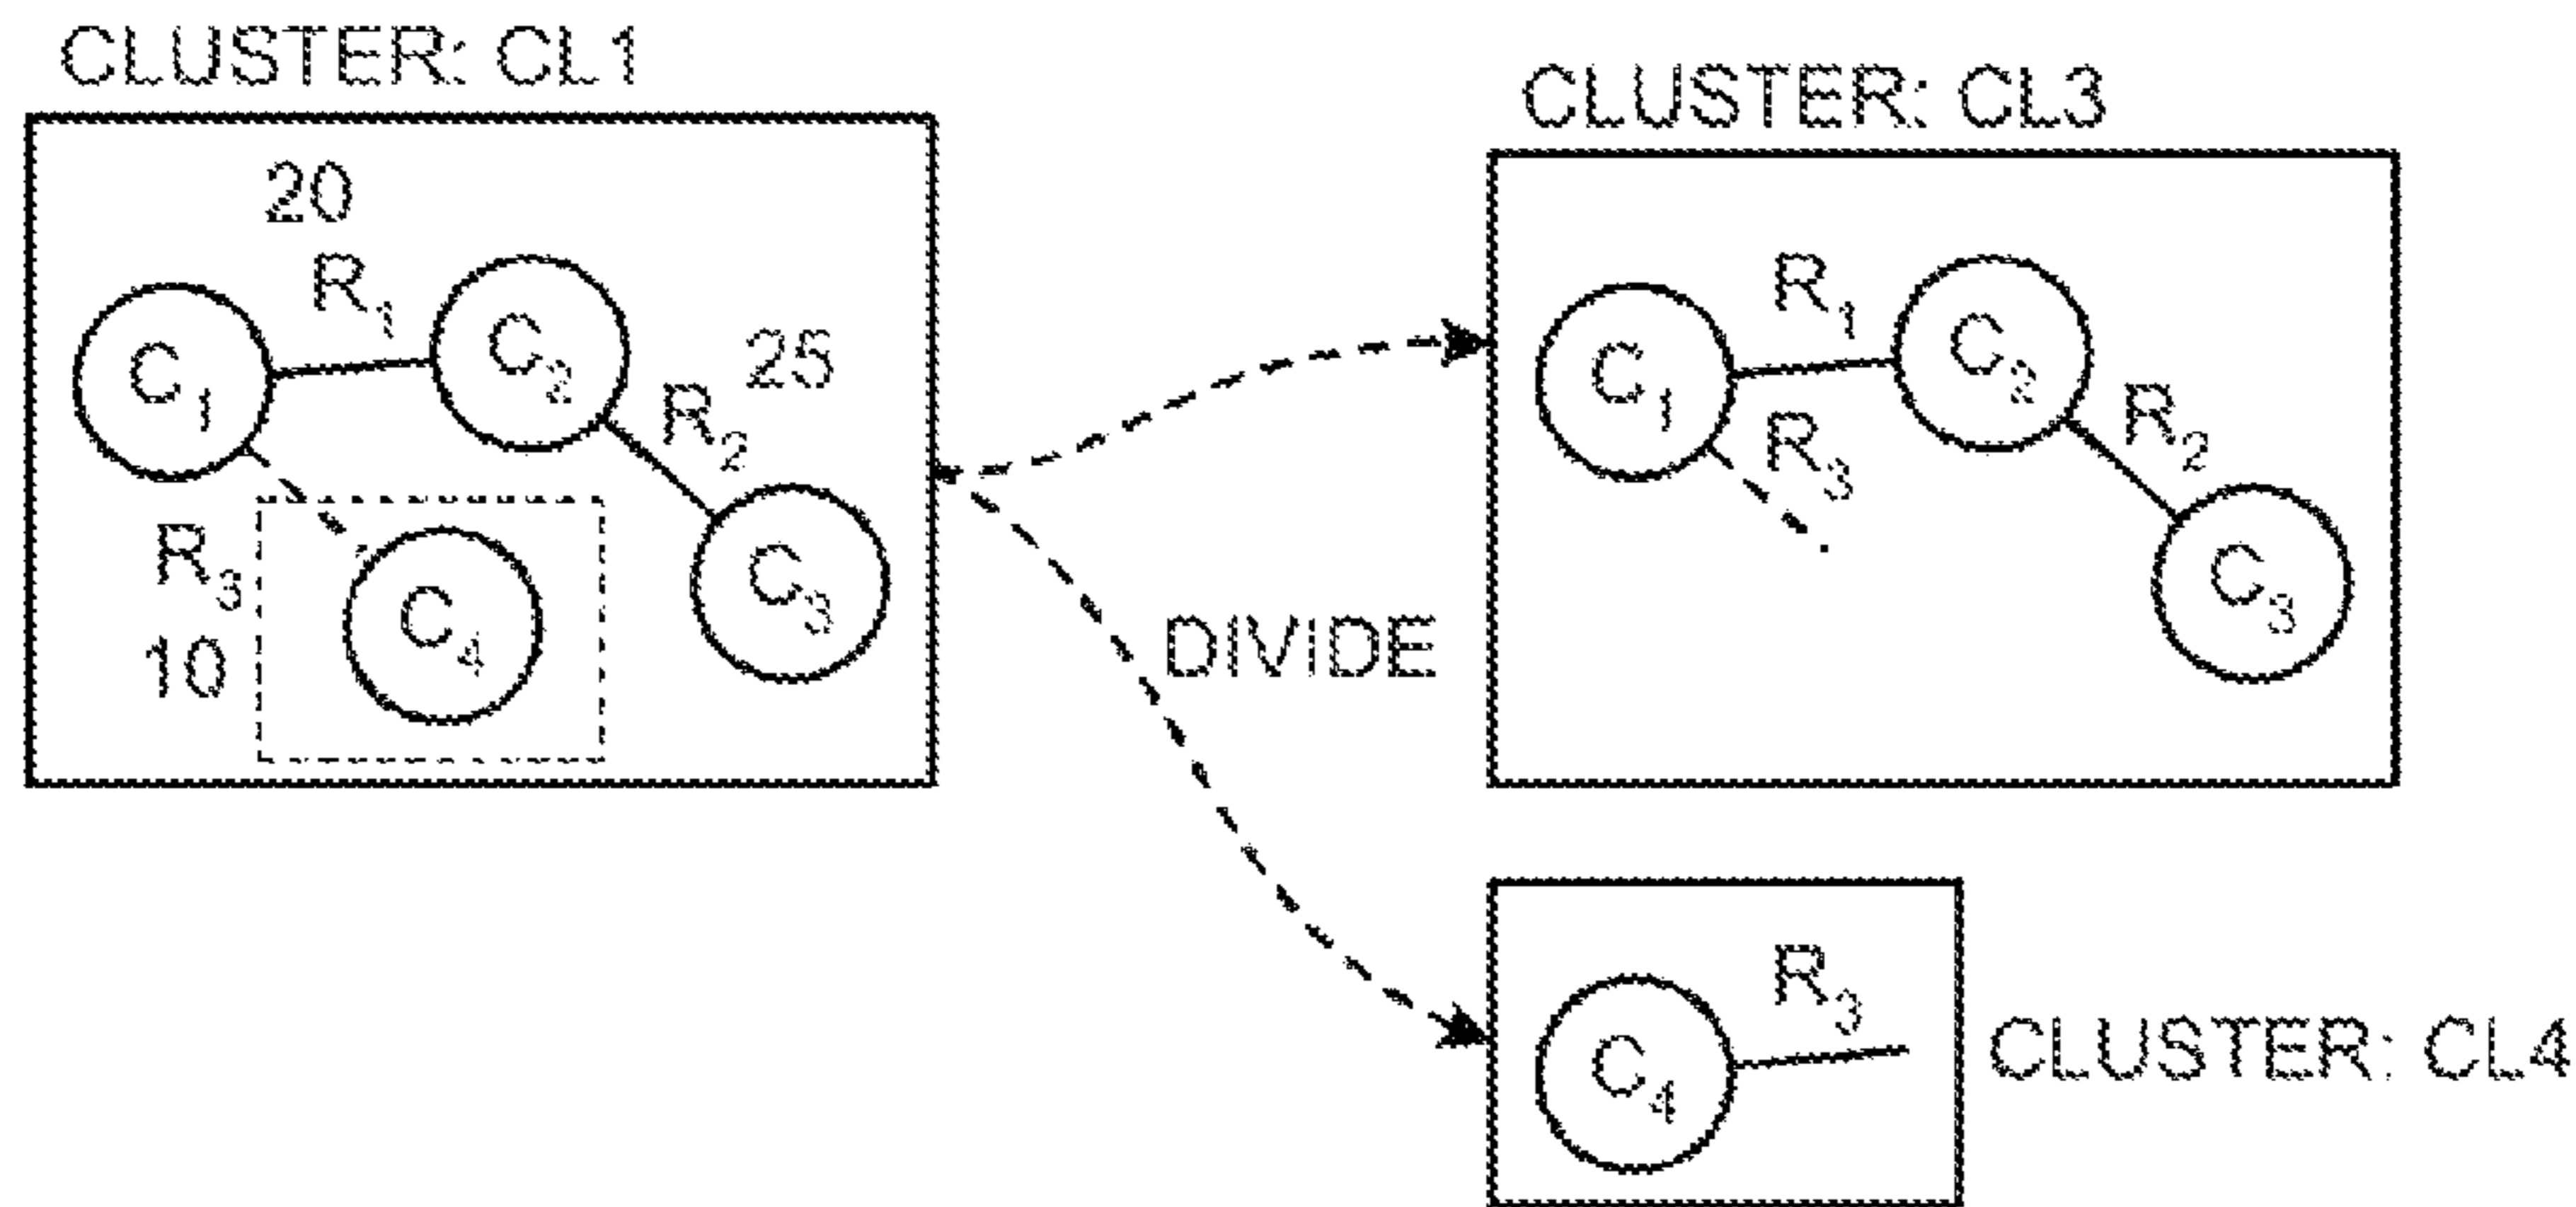 CLUSTER: CL1
20
R1
C1
C2
25
R2
R3
10
C4
C3
DIVIDE
CLUSTER: CL3
R1
C1
C2
R3
R2
C3
R3
C4
CLUSTER: CL4